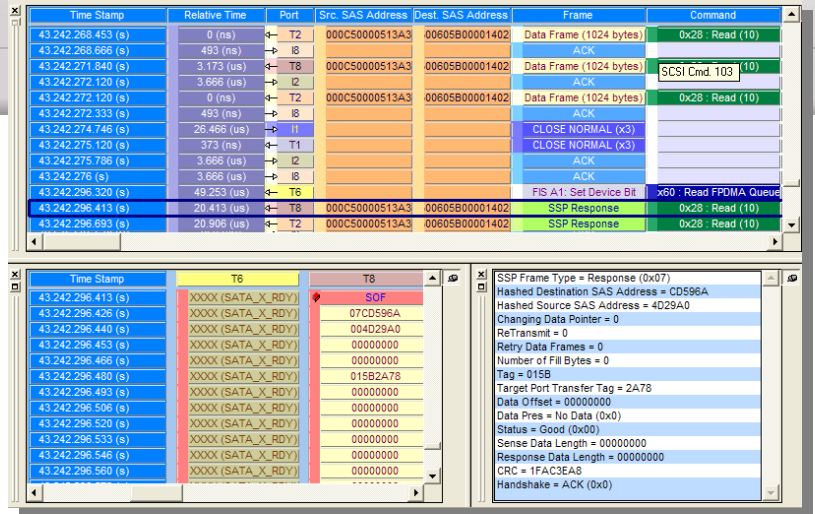 Time Stamp Relative Time Port Src. SAS Address Dest. SAS Address Frame Command
43.242.268.453 (s) 0 (ns) T2 000C50000513A3 00605B00001402 Data Frame (1024 bytes) 0x28 : Read (10)
43.242.268.666 (s) 493 (ns) I8 ACK
43.242.271.840 (s) 3.173 (us) T8 000C50000513A3 00605B00001402 Data Frame (1024 bytes) (10)
SCSI Cmd. 103
43.242.272.120 (s) 3.666 (us) I2 ACK
43.242.272.120 (s) 0 (ns) T2 000C50000513A3 00605B00001402 Data Frame (1024 bytes) 0x28 : Read (10)
43.242.272.333 (s) 493 (ns) I8 ACK
43.242.274.746 (s) 26.466 (us) I1 CLOSE NORMAL (x3)
43.242.275.120 (s) 373 (ns) T1 CLOSE NORMAL (x3)
43.242.275.786 (s) 3.666 (us) I2 ACK
43.242.276 (s) 3.666 (us) I8 ACK
43.242.296.320 (s) 49.253 (us) T6 FIS A1: Set Device Bit x60 : Read FPDMA Queue
43.242.296.413 (s) 20.413 (us) T8 000C50000513A3 00605B00001402 SSP Response 0x28 : Read (10)
43.242.296.693 (s) 20.906 (us) T2 000C50000513A3 00605B00001402 SSP Response 0x28 : Read (10)
Time Stamp T6 T8
43.242.296.413 (s) XXXX (SATA_X_RDY) SOF
43.242.296.426 (s) XXXX (SATA_X_RDY) 07CD596A
43.242.296.440 (s) XXXX (SATA_X_RDY) 004D29A0
43.242.296.453 (s) XXXX (SATA_X_RDY) 00000000
43.242.296.466 (s) XXXX (SATA_X_RDY) 00000000
43.242.296.480 (s) XXXX (SATA_X_RDY) 015B2A78
43.242.296.493 (s) XXXX (SATA_X_RDY) 00000000
43.242.296.506 (s) XXXX (SATA_X_RDY) 00000000
43.242.296.520 (s) XXXX (SATA_X_RDY) 00000000
43.242.296.533 (s) XXXX (SATA_X_RDY) 00000000
43.242.296.546 (s) XXXX (SATA_X_RDY) 00000000
43.242.296.560 (s) XXXX (SATA_X_RDY) 00000000
SSP Frame Type = Response (0x07)
Hashed Destination SAS Address = CD596A
Hashed Source SAS Address = 4D29A0
Changing Data Pointer = 0
ReTransmit = 0
Retry Data Frames = 0
Number of Fill Bytes = 0
Tag = 015B
Target Port Transfer Tag = 2A78
Data Offset = 00000000
Data Pres = No Data (0x0)
Status = Good (0x00)
Sense Data Length = 00000000
Response Data Length = 00000000
CRC = 1FAC3EA8
Handshake = ACK (0x0)